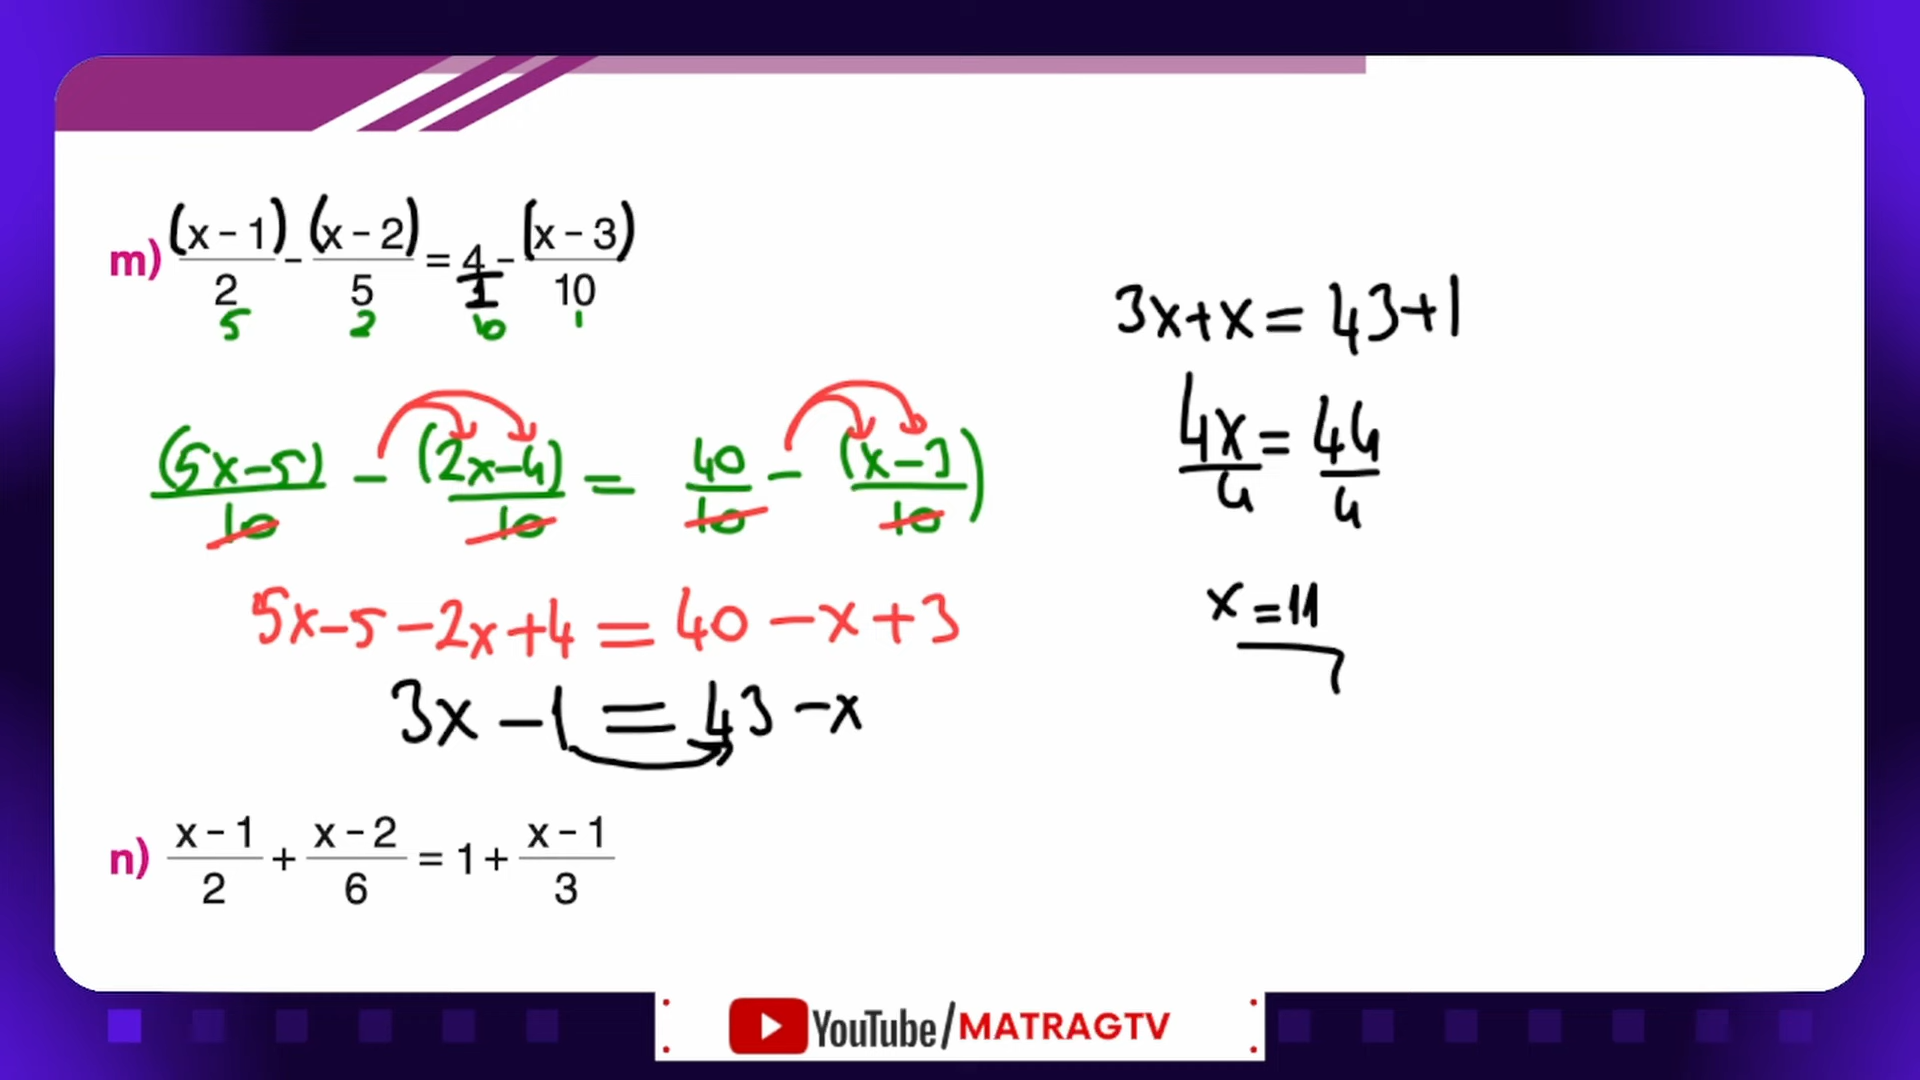 m) (x – 1)/2 – (x – 2)/5 = 4/1 – (x – 3)/10
5 2 10 1
(5x – 5)/10 – (2x – 4)/10 = 40/10 – (x – 3)/10)
5x – 5 – 2x + 4 = 40 – x + 3
3x – 1 = 43 – x
n) x – 1/2 + x – 2/6 = 1 + x – 1/3
3x + x = 43 + 1
4x/4 = 44/4
x = 11
YouTube/MATRAGTV